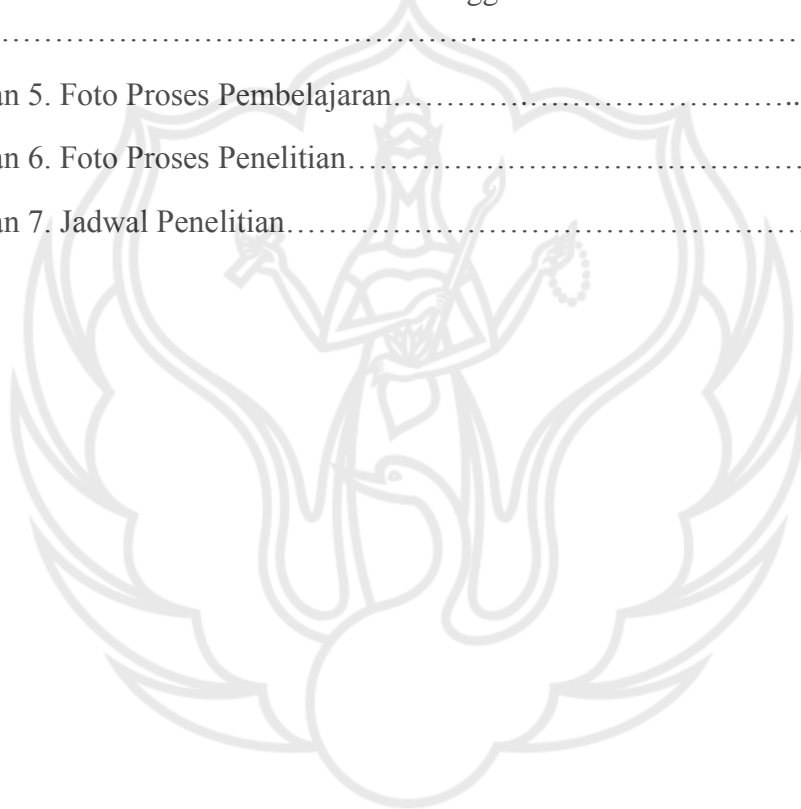 …………………………………….………………………
an 5. Foto Proses Pembelajaran………….……………………..
an 6. Foto Proses Penelitian……………………………………
an 7. Jadwal Penelitian…………………………………………